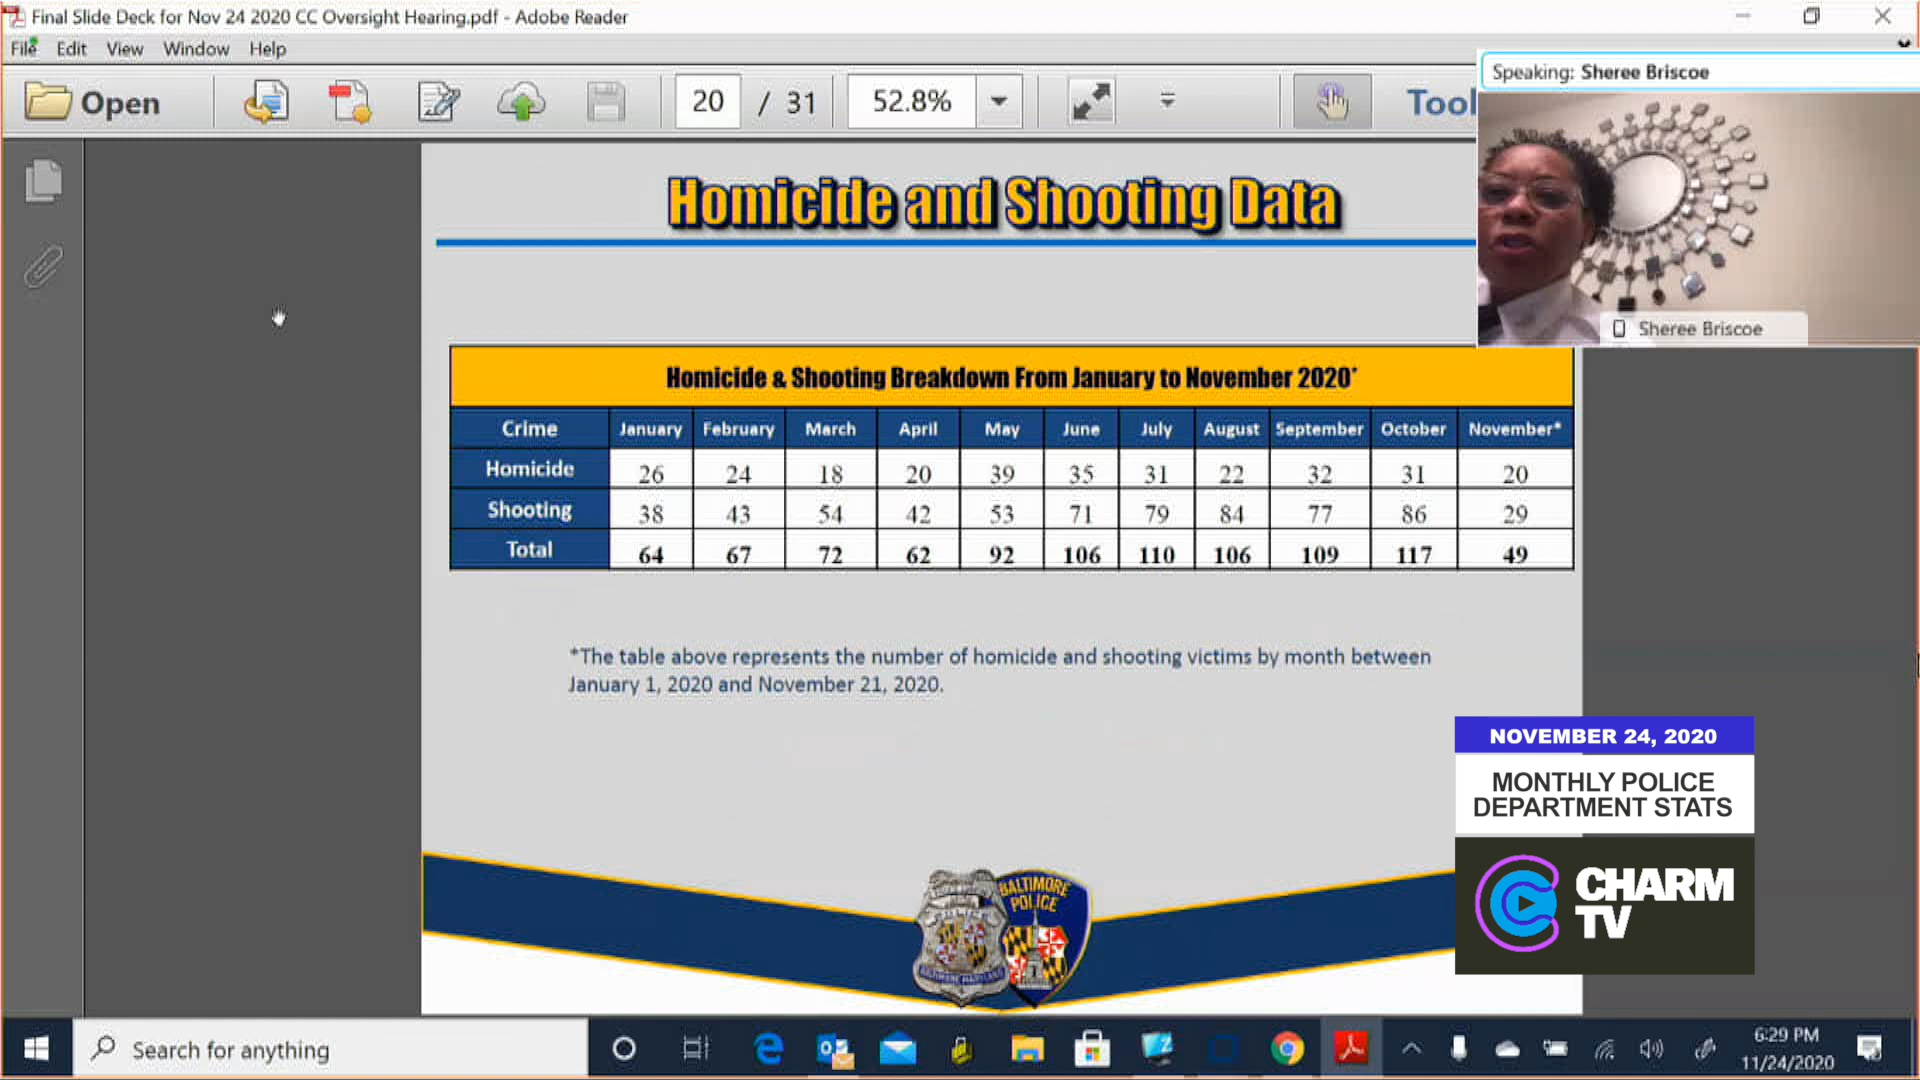 Final Slide Deck for Nov 24 2020 CC Oversight Hearing.pdf - Adobe Reader
File Edit View Window Help
Open 20 / 31 52.8% Tool
Speaking: Sheree Briscoe
Sheree Briscoe
Homicide and Shooting Data
Homicide & Shooting Breakdown From January to November 2020*
Crime January February March April May June July August September October November*
Homicide 26 24 18 20 39 35 31 22 32 31 20
Shooting 38 43 54 42 53 71 79 84 77 86 29
Total 64 67 72 62 92 106 110 106 109 117 49
*The table above represents the number of homicide and shooting victims by month between
January 1, 2020 and November 21, 2020.
NOVEMBER 24, 2020
MONTHLY POLICE
DEPARTMENT STATS
CHARM
TV
BALTIMORE
POLICE
POLICE
Search for anything
6:29 PM
11/24/2020